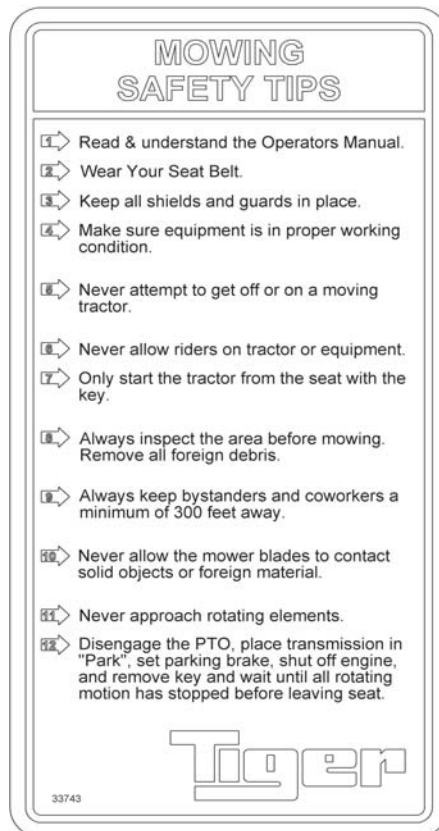 MOWING
SAFETY TIPS
1 Read & understand the Operators Manual.
2 Wear Your Seat Belt.
3 Keep all shields and guards in place.
4 Make sure equipment is in proper working
condition.
5 Never attempt to get off or on a moving
tractor.
6 Never allow riders on tractor or equipment.
7 Only start the tractor from the seat with the
key.
8 Always inspect the area before mowing.
Remove all foreign debris.
9 Always keep bystanders and coworkers a
minimum of 300 feet away.
10 Never allow the mower blades to contact
solid objects or foreign material.
11 Never approach rotating elements.
12 Disengage the PTO, place transmission in
"Park", set parking brake, shut off engine,
and remove key and wait until all rotating
motion has stopped before leaving seat.
Tiger
33743